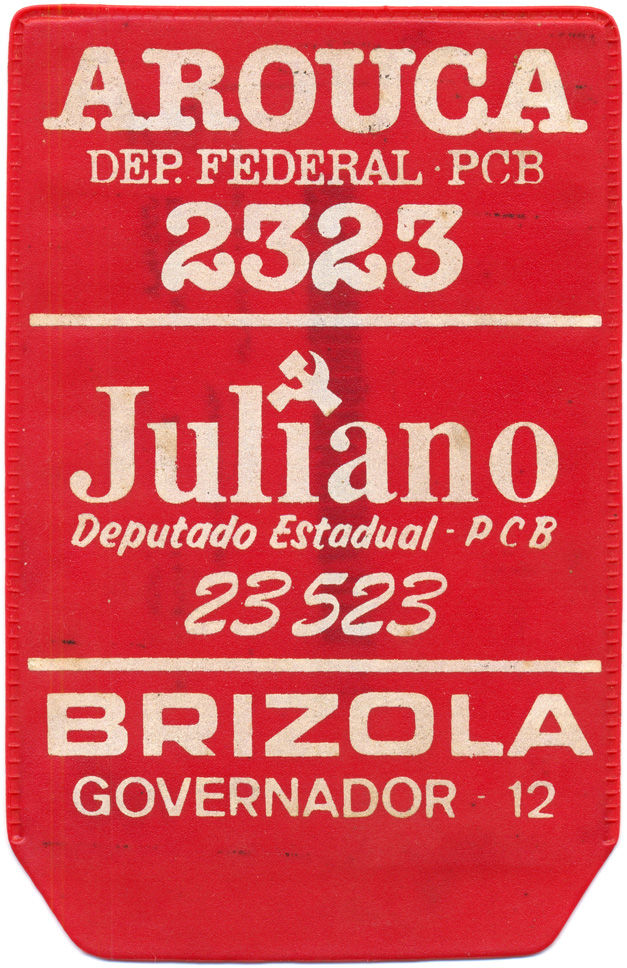 AROUCA
DEP. FEDERAL · PCB
2323
Juliano
Deputado Estadual - PCB
23523
BRIZOLA
GOVERNADOR - 12